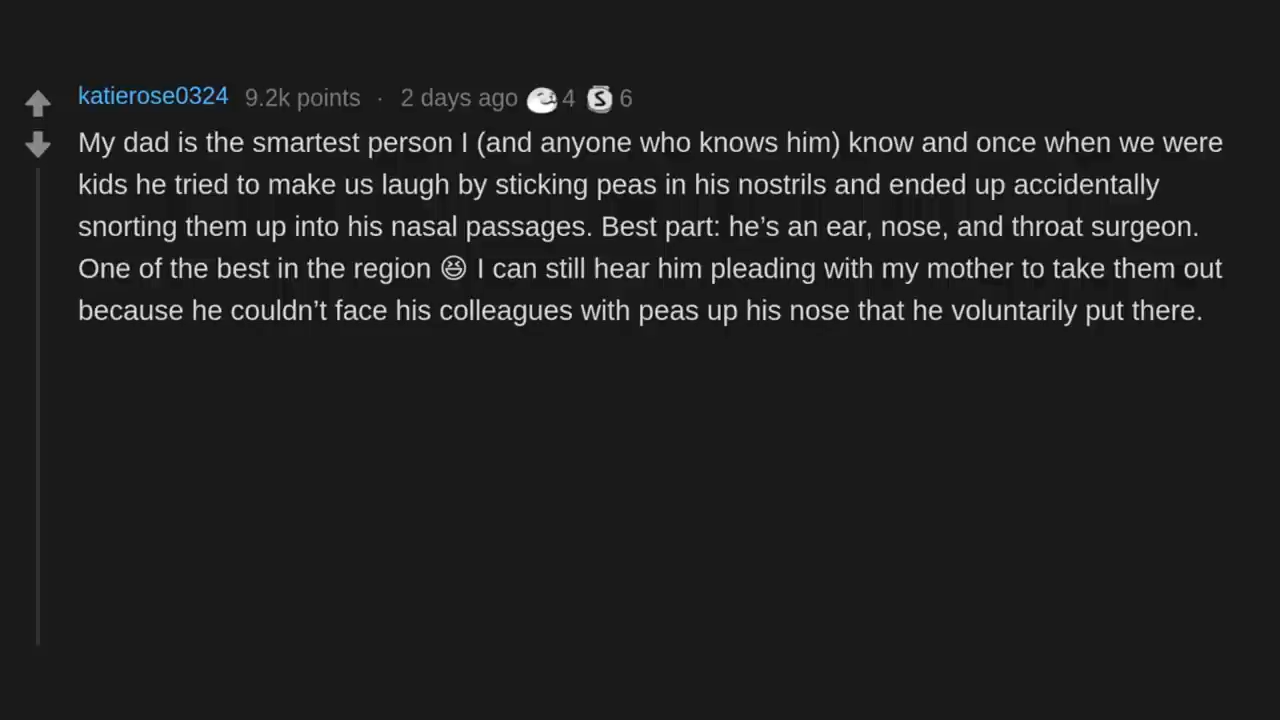 katierose0324 9.2k points · 2 days ago 4 S 6
My dad is the smartest person I (and anyone who knows him) know and once when we were
kids he tried to make us laugh by sticking peas in his nostrils and ended up accidentally
snorting them up into his nasal passages. Best part: he’s an ear, nose, and throat surgeon.
One of the best in the region 😆 I can still hear him pleading with my mother to take them out
because he couldn’t face his colleagues with peas up his nose that he voluntarily put there.